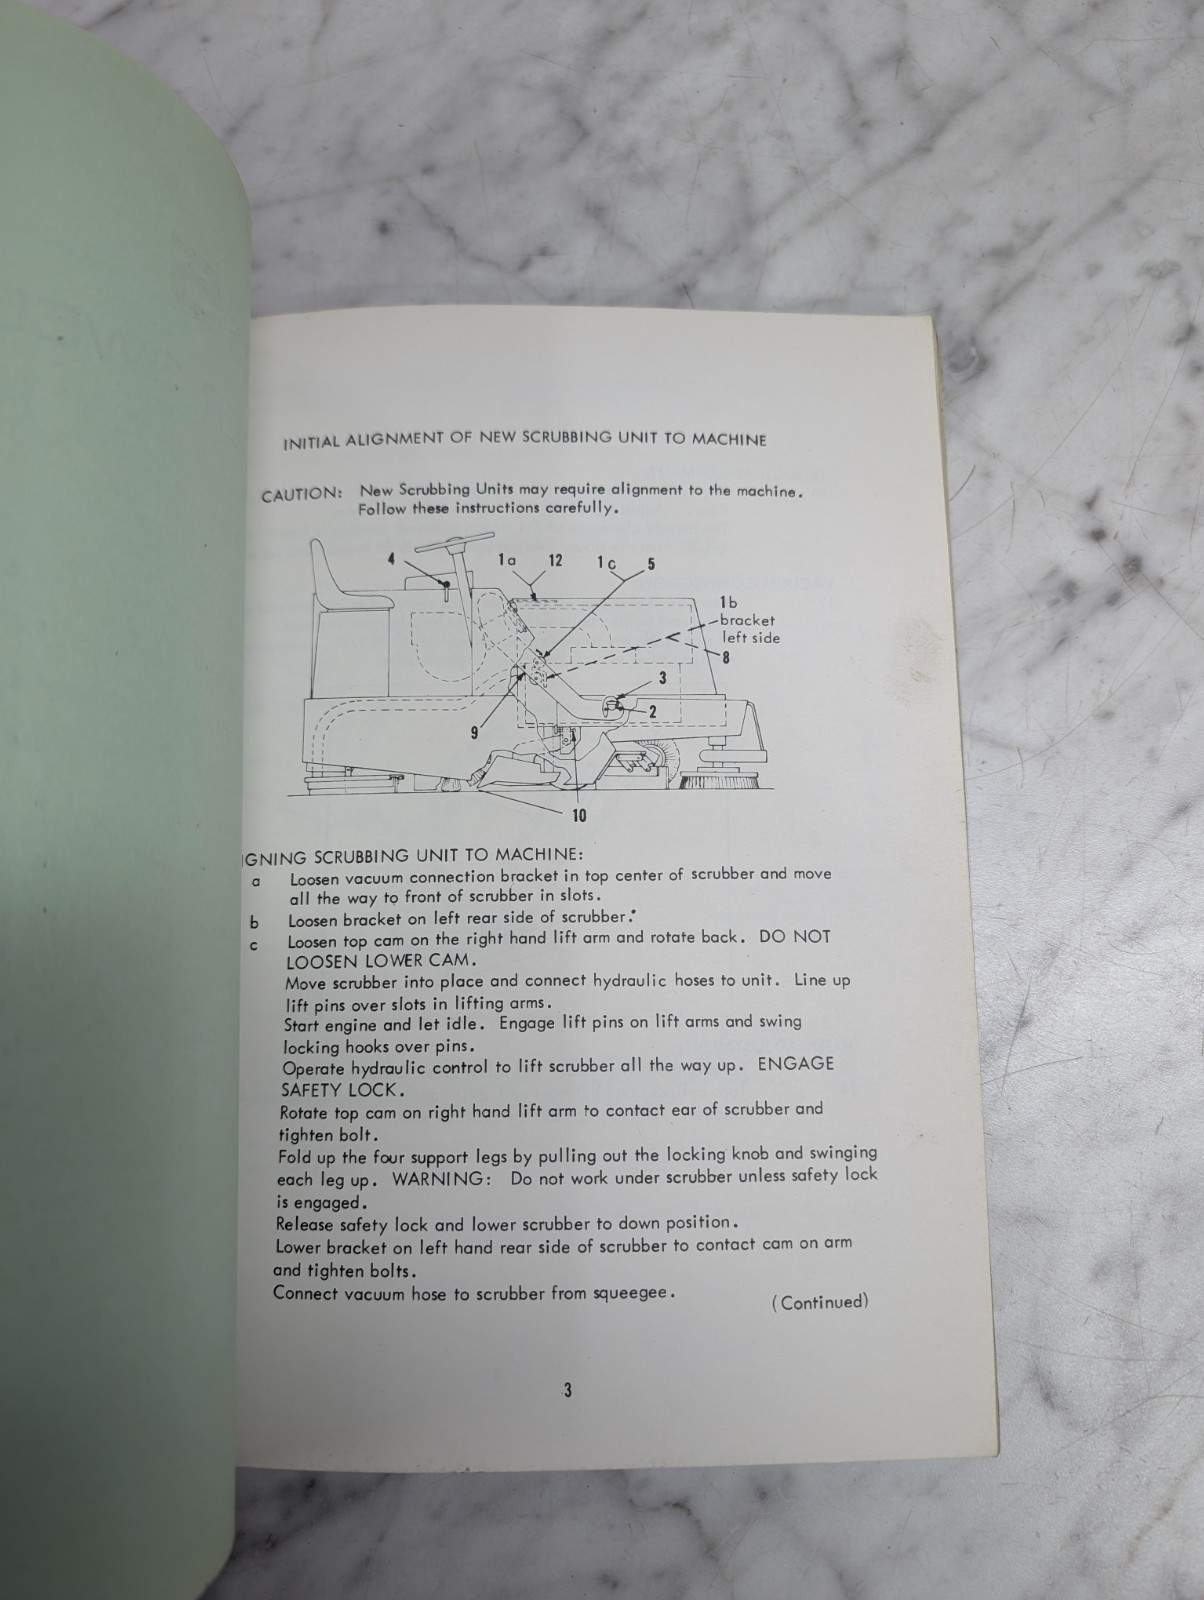 INITIAL ALIGNMENT OF NEW SCRUBBING UNIT TO MACHINE
CAUTION: New Scrubbing Units may require alignment to the machine.
Follow these instructions carefully.
4
1a
12
1c
5
1b
bracket
left side
8
3
2
9
10
IGNING SCRUBBING UNIT TO MACHINE:
a Loosen vacuum connection bracket in top center of scrubber and move
all the way to front of scrubber in slots.
b Loosen bracket on left rear side of scrubber.
c Loosen top cam on the right hand lift arm and rotate back. DO NOT
LOOSEN LOWER CAM.
Move scrubber into place and connect hydraulic hoses to unit. Line up
lift pins over slots in lifting arms.
Start engine and let idle. Engage lift pins on lift arms and swing
locking hooks over pins.
Operate hydraulic control to lift scrubber all the way up. ENGAGE
SAFETY LOCK.
Rotate top cam on right hand lift arm to contact ear of scrubber and
tighten bolt.
Fold up the four support legs by pulling out the locking knob and swinging
each leg up. WARNING: Do not work under scrubber unless safety lock
is engaged.
Release safety lock and lower scrubber to down position.
Lower bracket on left hand rear side of scrubber to contact cam on arm
and tighten bolts.
Connect vacuum hose to scrubber from squeegee.
(Continued)
3